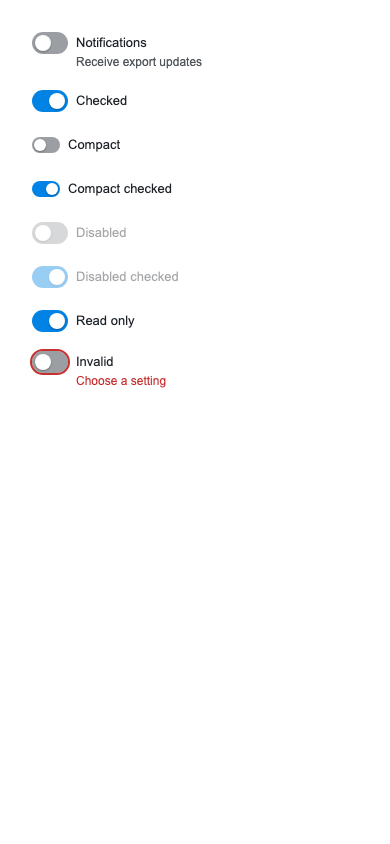 Notifications
Receive export updates
Checked
Compact
Compact checked
Disabled
Disabled checked
Read only
Invalid
Choose a setting